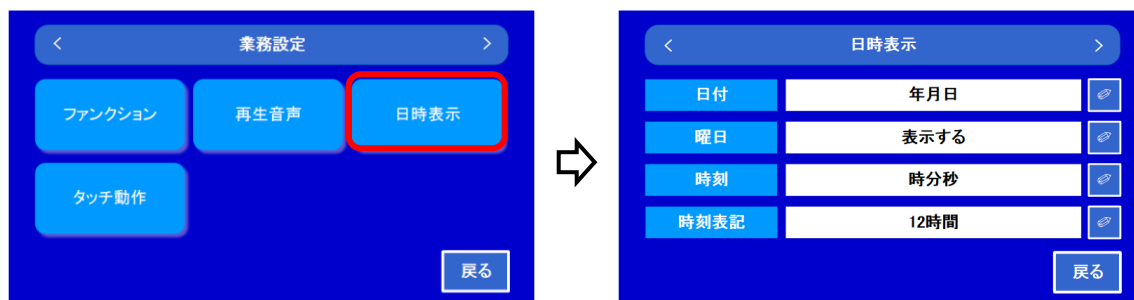 < 業務設定 >
ファンクション 再生音声 日時表示
タッチ動作
戻る
< 日時表示 >
日付 年月日
曜日 表示する
時刻 時分秒
時刻表記 12時間
戻る